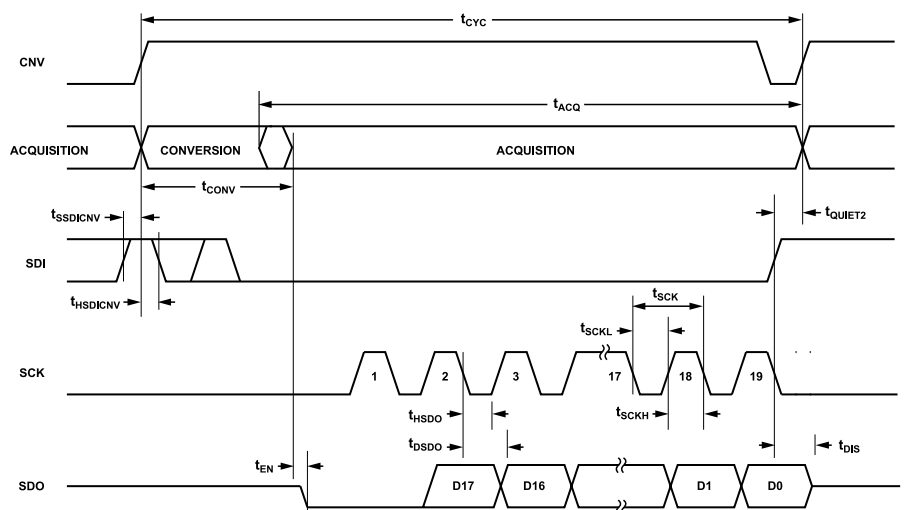 tCYC
CNV
tACQ
ACQUISITION
CONVERSION
ACQUISITION
tCONV
tSSDICNV
tQUIET2
SDI
tHSDICNV
tSCK
tSCKL
SCK
1
2
3
17
18
19
tHSDO
tSCKH
tDSDO
tDIS
tEN
SDO
D17
D16
D1
D0